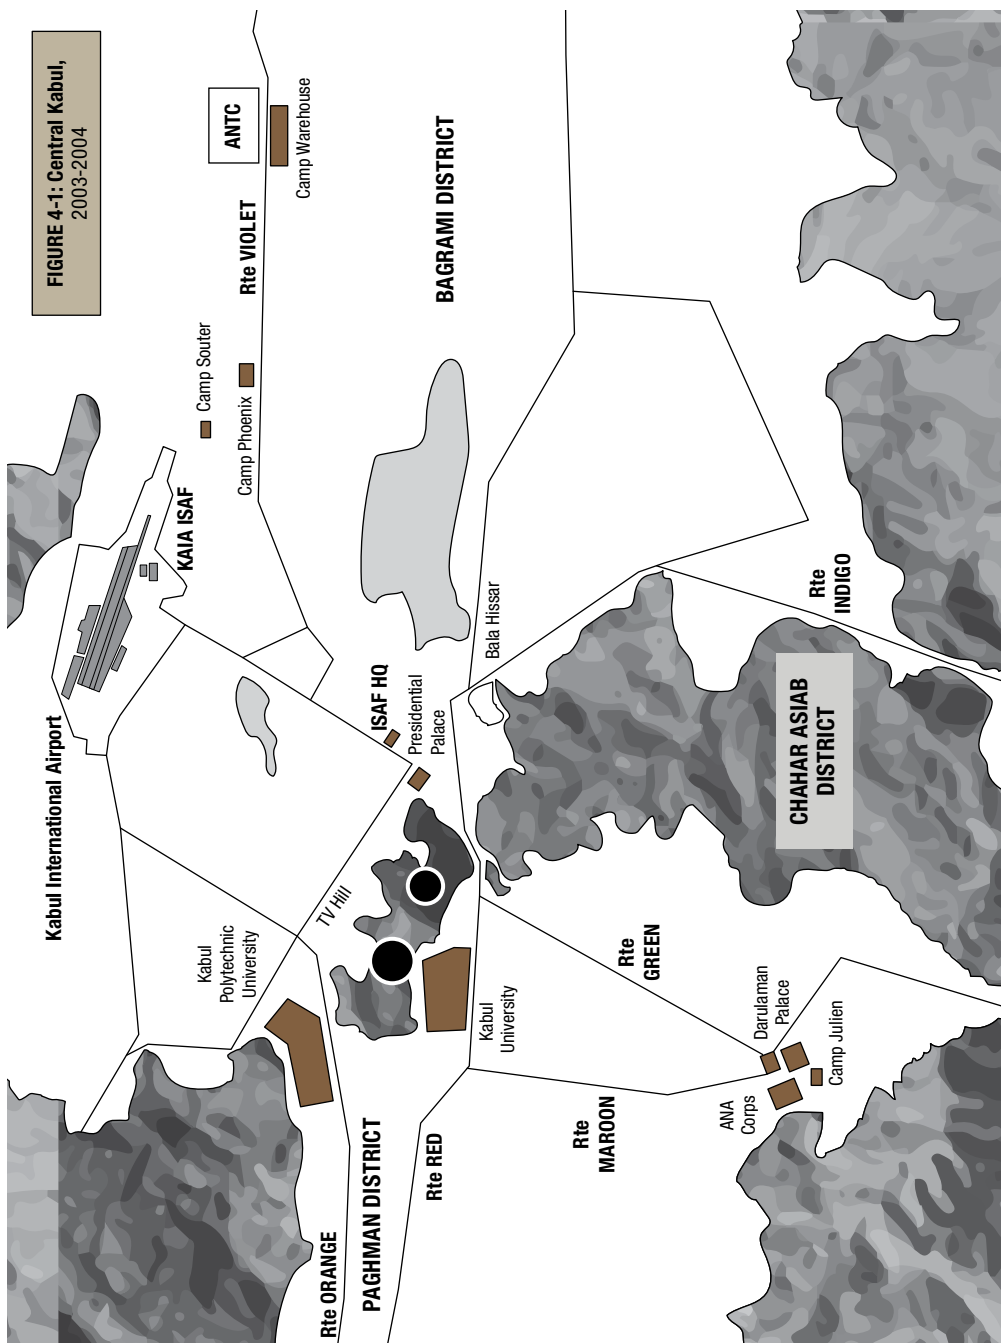 FIGURE 4-1: Central Kabul,
2003-2004
Kabul International Airport
KAIA ISAF
Camp Souter
Camp Phoenix
Rte VIOLET
ANTC
Camp Warehouse
BAGRAMI DISTRICT
Kabul
Polytechnic
University
TV Hill
ISAF HQ
Presidential
Palace
Bala Hissar
Rte ORANGE
PAGHMAN DISTRICT
Rte RED
Kabul
University
Rte
MAROON
Rte
GREEN
Rte
INDIGO
CHAHAR ASIAB
DISTRICT
Darulaman
Palace
ANA
Corps
Camp Julien